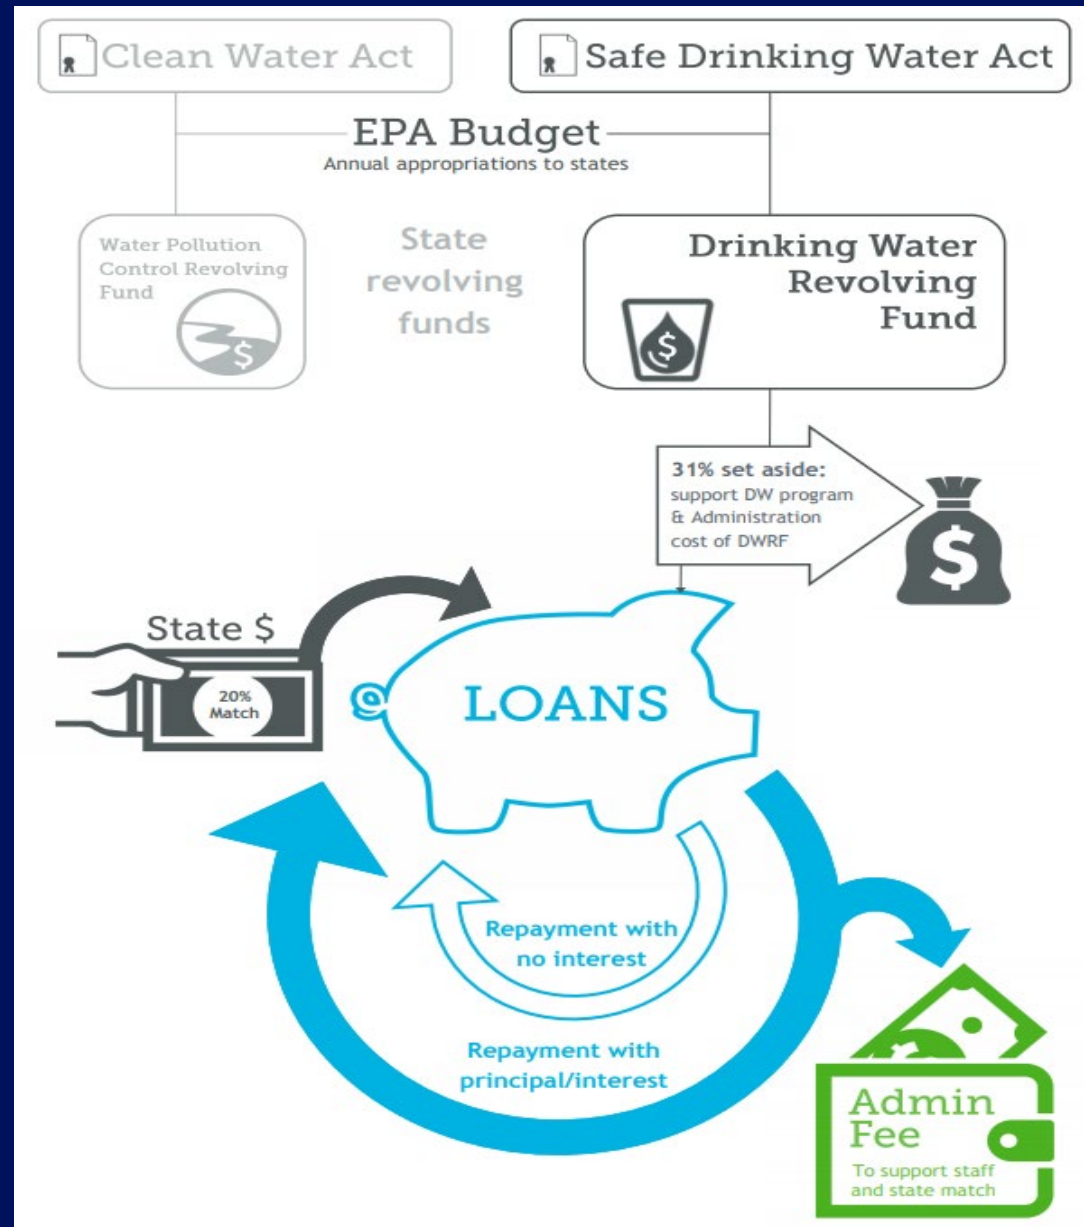 Clean Water Act
Safe Drinking Water Act
EPA Budget
Annual appropriations to states
Water Pollution
Control Revolving
Fund
$
State
revolving
funds
Drinking Water
Revolving
Fund
$
31% set aside:
support DW program
& Administration
cost of DWRF
$
State $
20%
Match
LOANS
Repayment with
no interest
Repayment with
principal/interest
Admin
Fee
To support staff
and state match